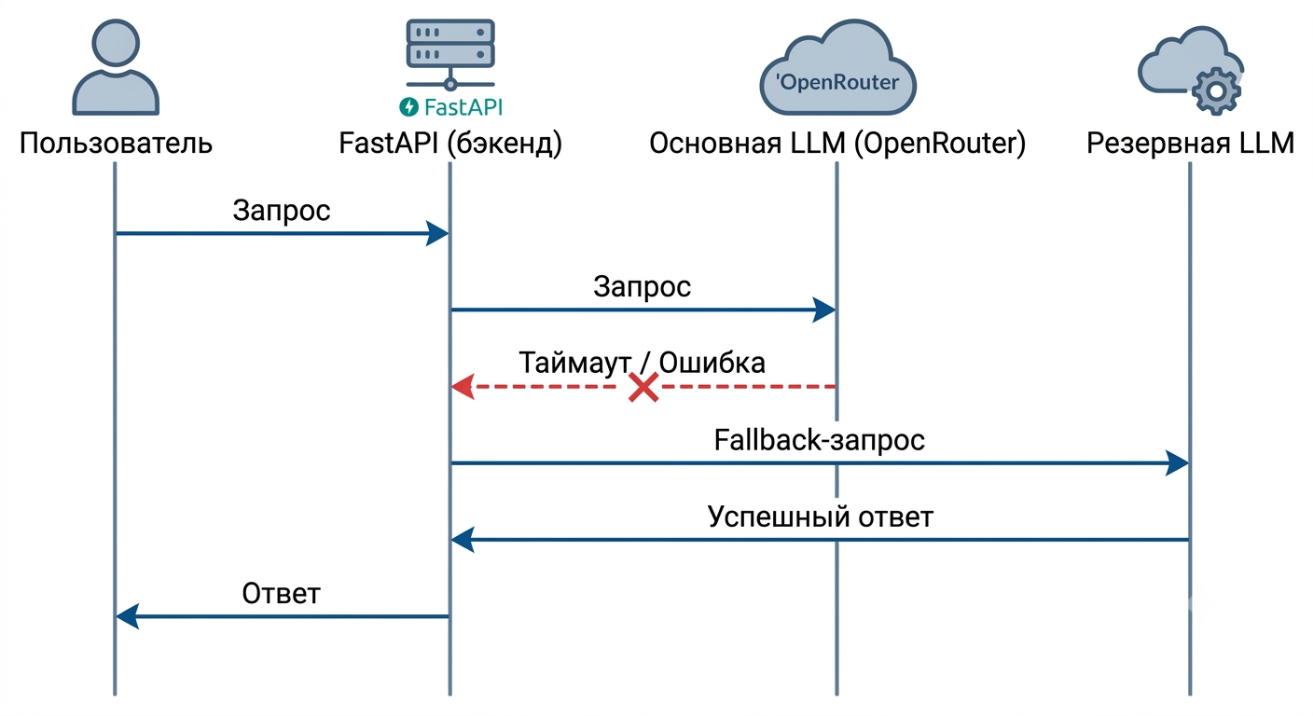 'OpenRouter
FastAPI
Пользователь
FastAPI (бэкенд)
Основная LLM (OpenRouter)
Резервная LLM
Запрос
Запрос
Таймаут / Ошибка
Fallback-запрос
Успешный ответ
Ответ